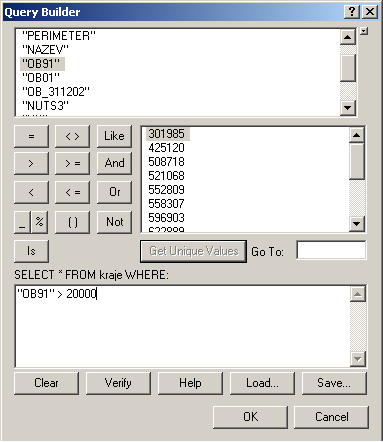 Query Builder
"PERIMETER"
"NAZEV"
"OB91"
"OB01"
"OB_311202"
"NUTS3"
= < > Like
> > = And
< < = Or
_ % ( ) Not
Is
301985
425120
508718
521068
552809
558307
596903
622889
Get Unique Values Go To:
SELECT * FROM kraje WHERE:
"OB91" > 20000
Clear Verify Help Load... Save...
OK Cancel